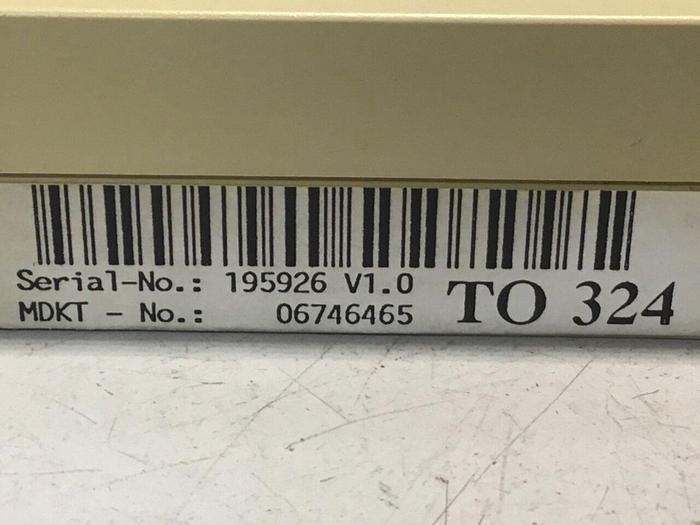 Serial-No.: 195926 V1.0
MDKT - No.: 06746465
TO 324